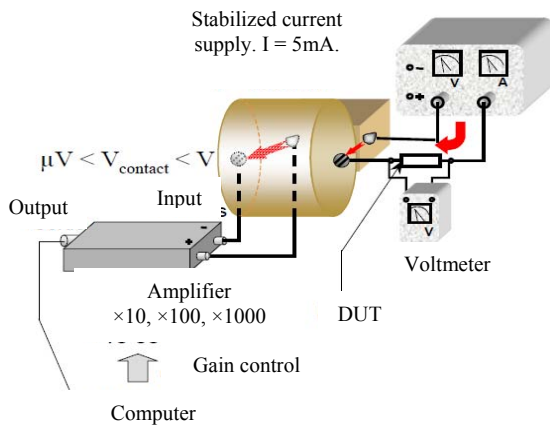 Stabilized current
supply. I = 5mA.
V
A
µV < Vcontact < V
Output
Input
s
- 
+
V
Voltmeter
Amplifier
×10, ×100, ×1000
DUT
Gain control
Computer